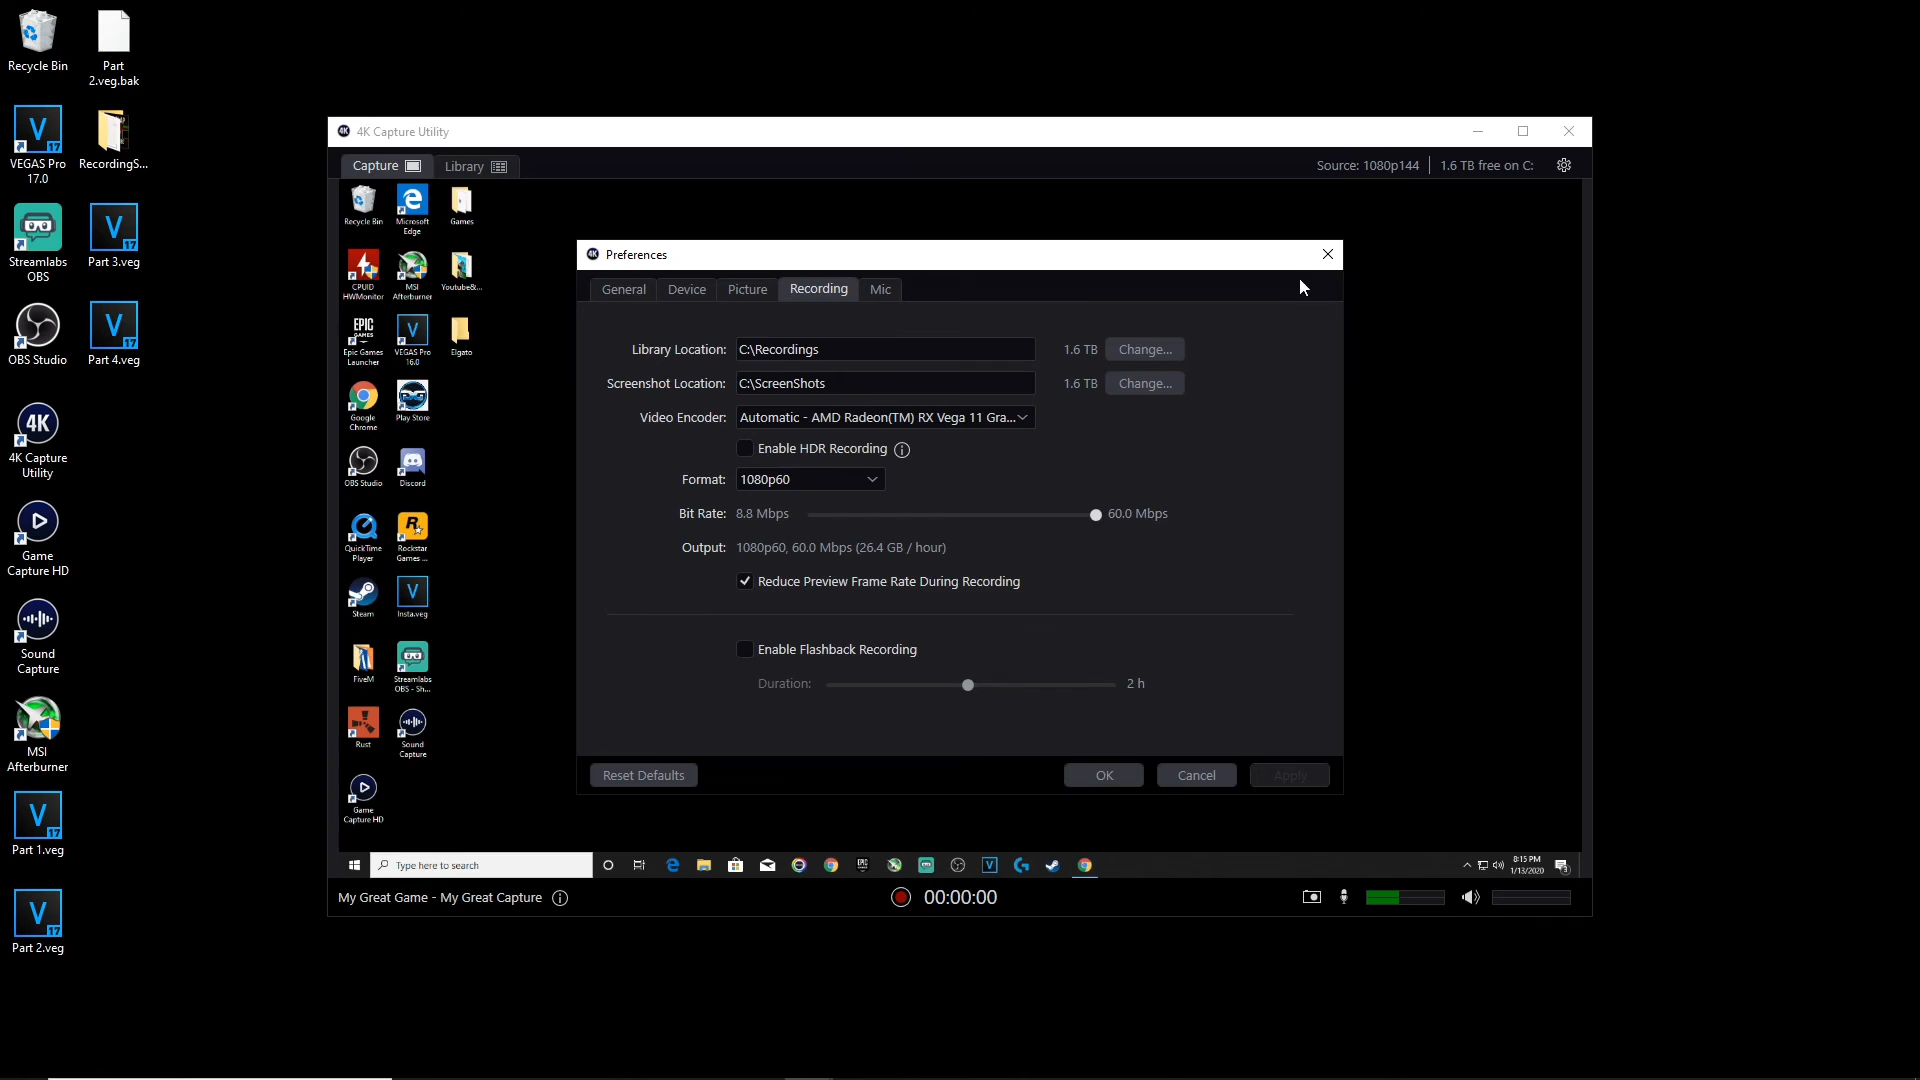 Recycle Bin
Part
2.veg.bak
VEGAS Pro
17.0
RecordingS...
Streamlabs
OBS
Part 3.veg
OBS Studio
Part 4.veg
4K
4K Capture
Utility
Game
Capture HD
Sound
Capture
MSI
Afterburner
Part 1.veg
Part 2.veg
4K Capture Utility
Capture
Library
Source: 1080p144
1.6 TB free on C:
Recycle Bin
Microsoft
Edge
Games
CPUID
HWMonitor
MSI
Afterburner
Youtube&...
EPIC
GAMES
Epic Games
Launcher
VEGAS Pro
16.0
Elgato
Google
Chrome
Play Store
OBS Studio
Discord
QuickTime
Player
Rockstar
Games ...
Steam
Insta.veg
FiveM
Streamlabs
OBS - Sh...
Rust
Sound
Capture
Game
Capture HD
Preferences
General
Device
Picture
Recording
Mic
Library Location: C:\Recordings 1.6 TB Change...
Screenshot Location: C:\ScreenShots 1.6 TB Change...
Video Encoder: Automatic - AMD Radeon(TM) RX Vega 11 Gra...
Enable HDR Recording
Format: 1080p60
Bit Rate: 8.8 Mbps 60.0 Mbps
Output: 1080p60, 60.0 Mbps (26.4 GB / hour)
Reduce Preview Frame Rate During Recording
Enable Flashback Recording
Duration: 2 h
Reset Defaults
OK
Cancel
Apply
Type here to search
8:15 PM
1/13/2020
My Great Game - My Great Capture
00:00:00